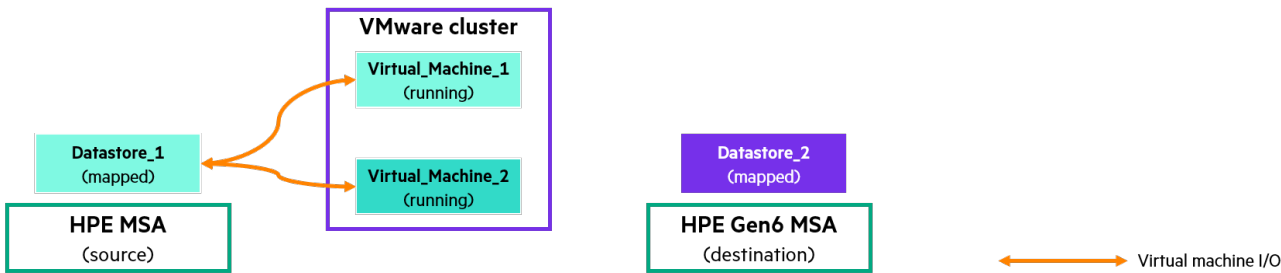 VMware cluster
Virtual_Machine_1
(running)
Datastore_1
(mapped)
Virtual_Machine_2
(running)
Datastore_2
(mapped)
HPE MSA
(source)
HPE Gen6 MSA
(destination)
Virtual machine I/O